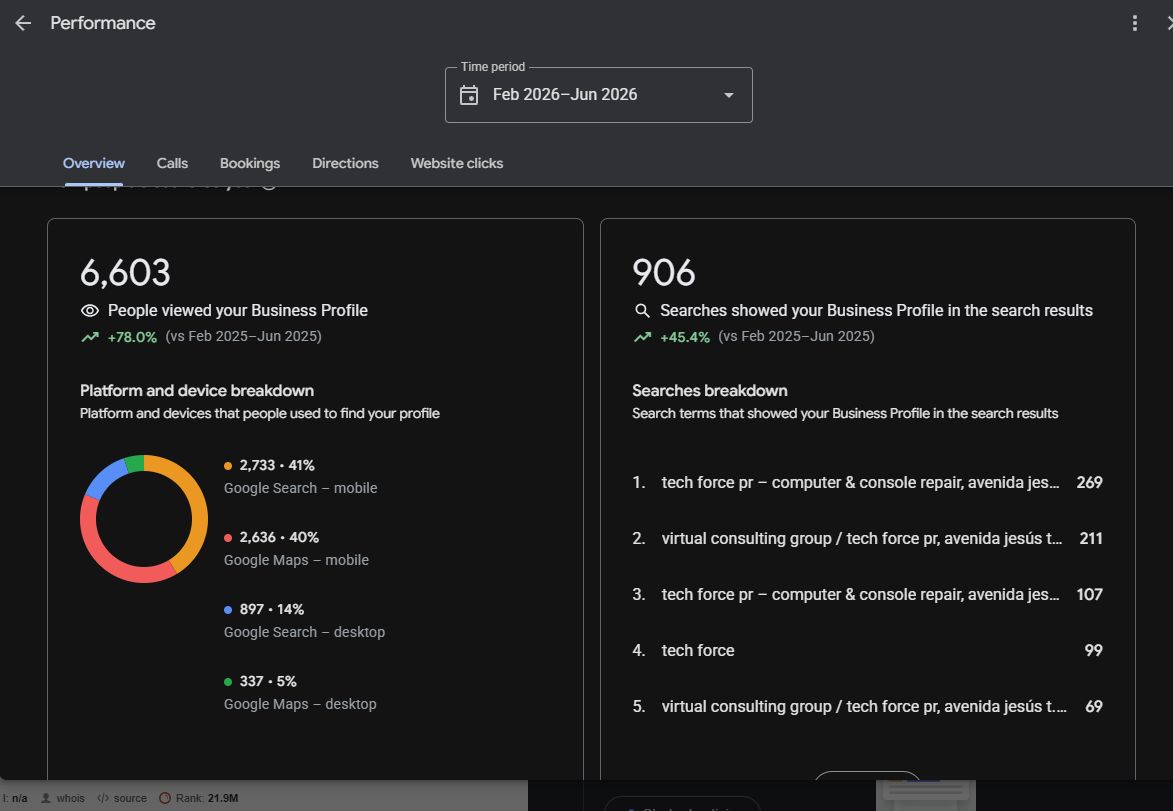 Performance
Time period
Feb 2026–Jun 2026
Overview
Calls
Bookings
Directions
Website clicks
6,603
People viewed your Business Profile
+78.0% (vs Feb 2025–Jun 2025)
Platform and device breakdown
Platform and devices that people used to find your profile
2,733 • 41%
Google Search – mobile
2,636 • 40%
Google Maps – mobile
897 • 14%
Google Search – desktop
337 • 5%
Google Maps – desktop
906
Searches showed your Business Profile in the search results
+45.4% (vs Feb 2025–Jun 2025)
Searches breakdown
Search terms that showed your Business Profile in the search results
1. tech force pr – computer & console repair, avenida jes... 269
2. virtual consulting group / tech force pr, avenida jesús t... 211
3. tech force pr – computer & console repair, avenida jes... 107
4. tech force 99
5. virtual consulting group / tech force pr, avenida jesús t.... 69
l: n/a whois </> source Rank: 21.9M